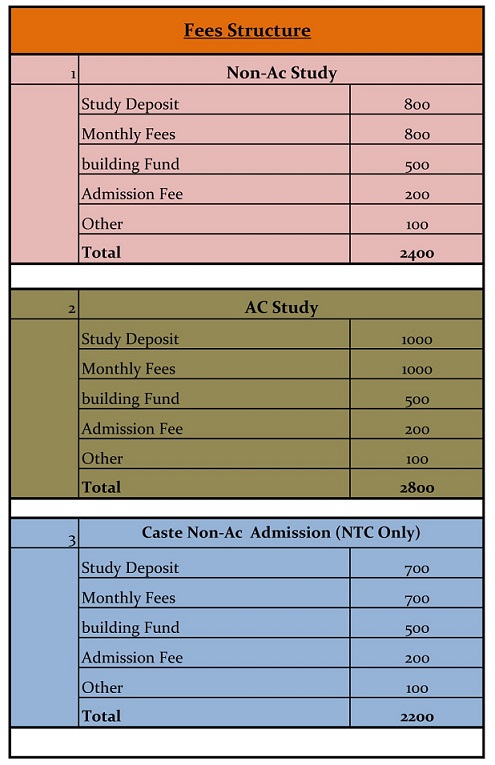 Fees Structure
1 Non-Ac Study
Study Deposit 800
Monthly Fees 800
building Fund 500
Admission Fee 200
Other 100
Total 2400
2 AC Study
Study Deposit 1000
Monthly Fees 1000
building Fund 500
Admission Fee 200
Other 100
Total 2800
3 Caste Non-Ac Admission (NTC Only)
Study Deposit 700
Monthly Fees 700
building Fund 500
Admission Fee 200
Other 100
Total 2200